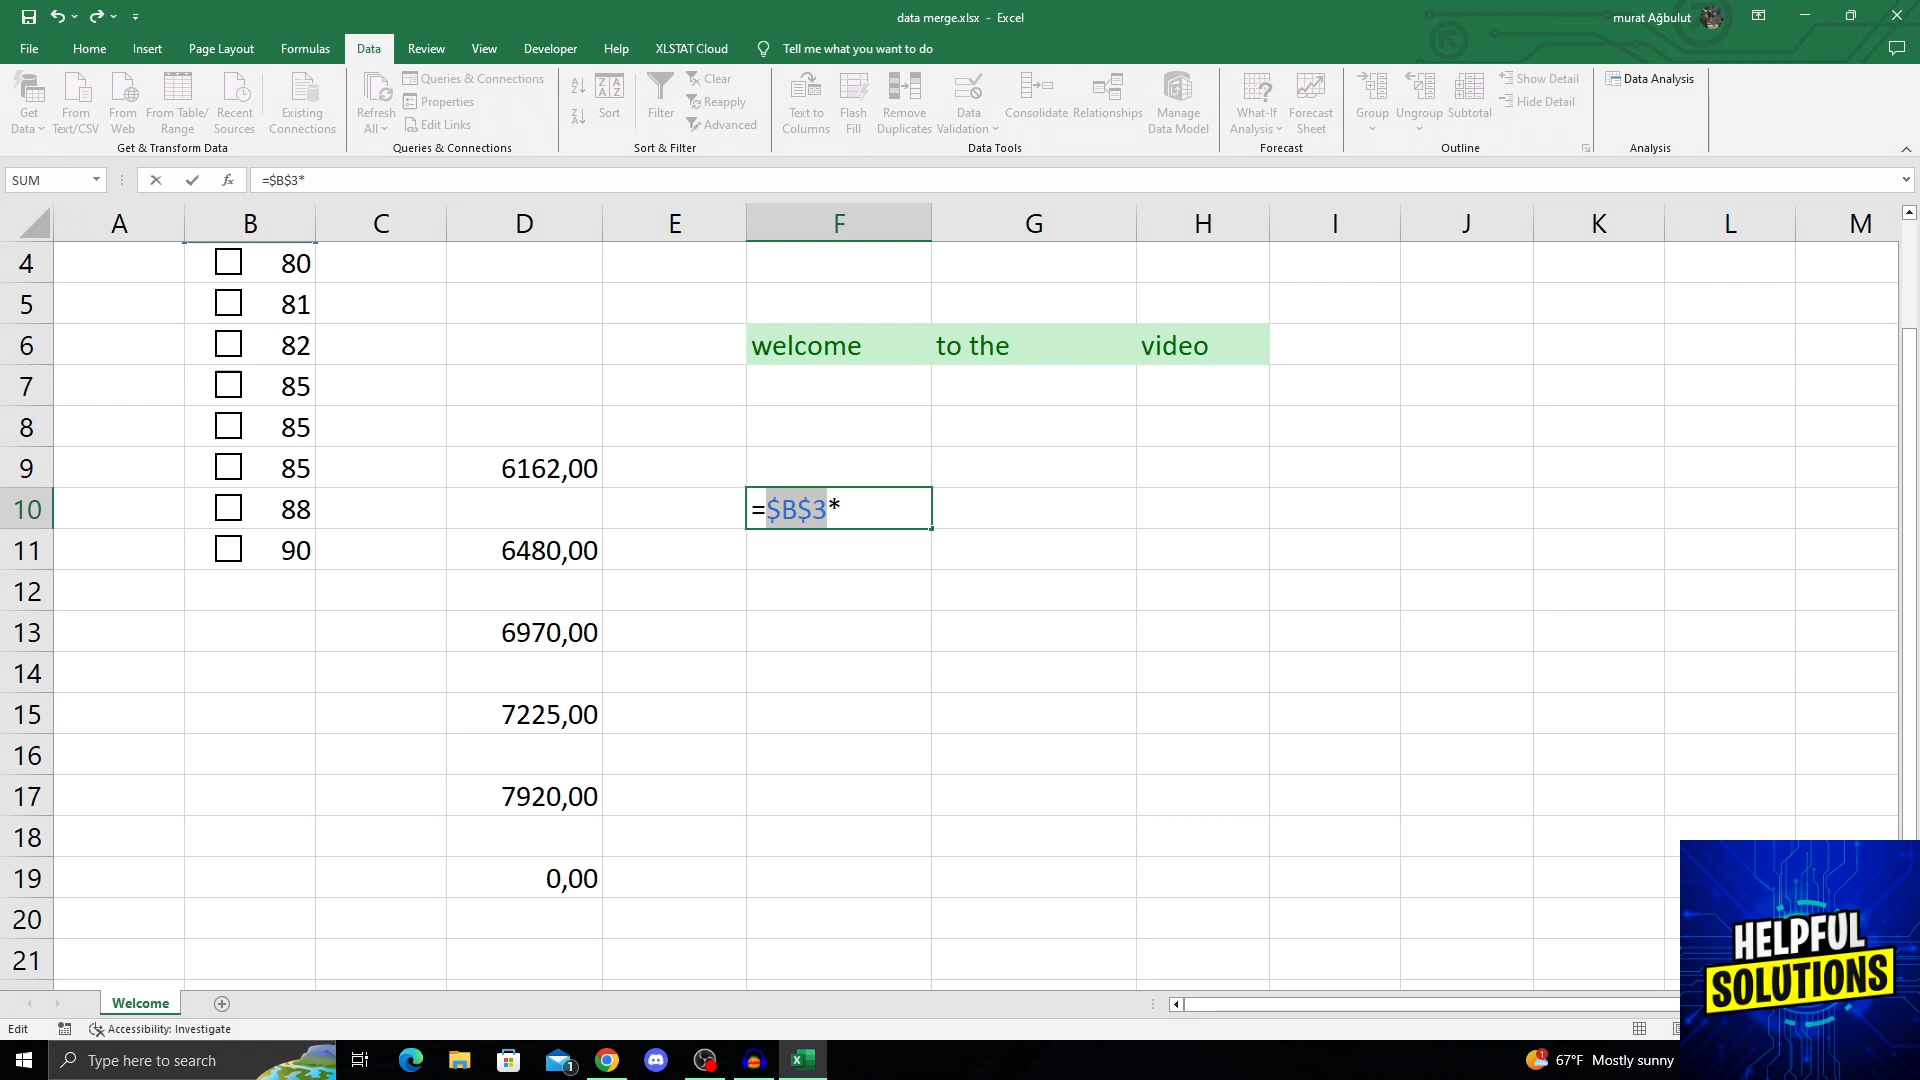 data merge.xlsx - Excel
murat Ağbulut
File Home Insert Page Layout Formulas Data Review View Developer Help XLSTAT Cloud Tell me what you want to do
Get Data
From Text/CSV
From Web
From Table/ Range
Recent Sources
Existing Connections
Get & Transform Data
Refresh All
Queries & Connections
Properties
Edit Links
Queries & Connections
Sort
Filter
Clear
Reapply
Advanced
Sort & Filter
Text to Columns
Flash Fill
Remove Duplicates
Data Validation
Consolidate
Relationships
Manage Data Model
Data Tools
What-If Analysis
Forecast Sheet
Forecast
Group
Ungroup
Subtotal
Show Detail
Hide Detail
Outline
Data Analysis
Analysis
SUM
fx
=$B$3*
A B C D E F G H I J K L M
4 80
5 81
6 82 welcome to the video
7 85
8 85
9 85 6162,00
10 88 =$B$3*
11 90 6480,00
12
13 6970,00
14
15 7225,00
16
17 7920,00
18
19 0,00
20
21
Welcome
Edit
Accessibility: Investigate
Type here to search
1
1
67°F Mostly sunny
HELPFUL
SOLUTIONS